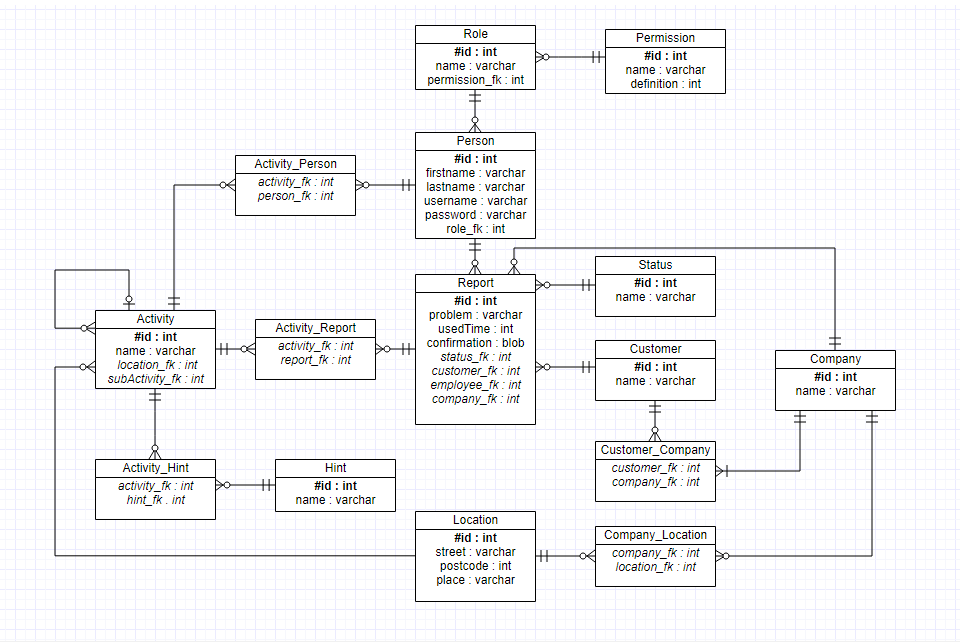 Role
#id : int
name : varchar
permission_fk : int
Permission
#id : int
name : varchar
definition : int
Person
#id : int
firstname : varchar
lastname : varchar
username : varchar
password : varchar
role_fk : int
Activity_Person
activity_fk : int
person_fk : int
Report
#id : int
problem : varchar
usedTime : int
confirmation : blob
status_fk : int
customer_fk : int
employee_fk : int
company_fk : int
Status
#id : int
name : varchar
Activity
#id : int
name : varchar
location_fk : int
subActivity_fk : int
Activity_Report
activity_fk : int
report_fk : int
Customer
#id : int
name : varchar
Company
#id : int
name : varchar
Customer_Company
customer_fk : int
company_fk : int
Activity_Hint
activity_fk : int
hint_fk . int
Hint
#id : int
name : varchar
Location
#id : int
street : varchar
postcode : int
place : varchar
Company_Location
company_fk : int
location_fk : int